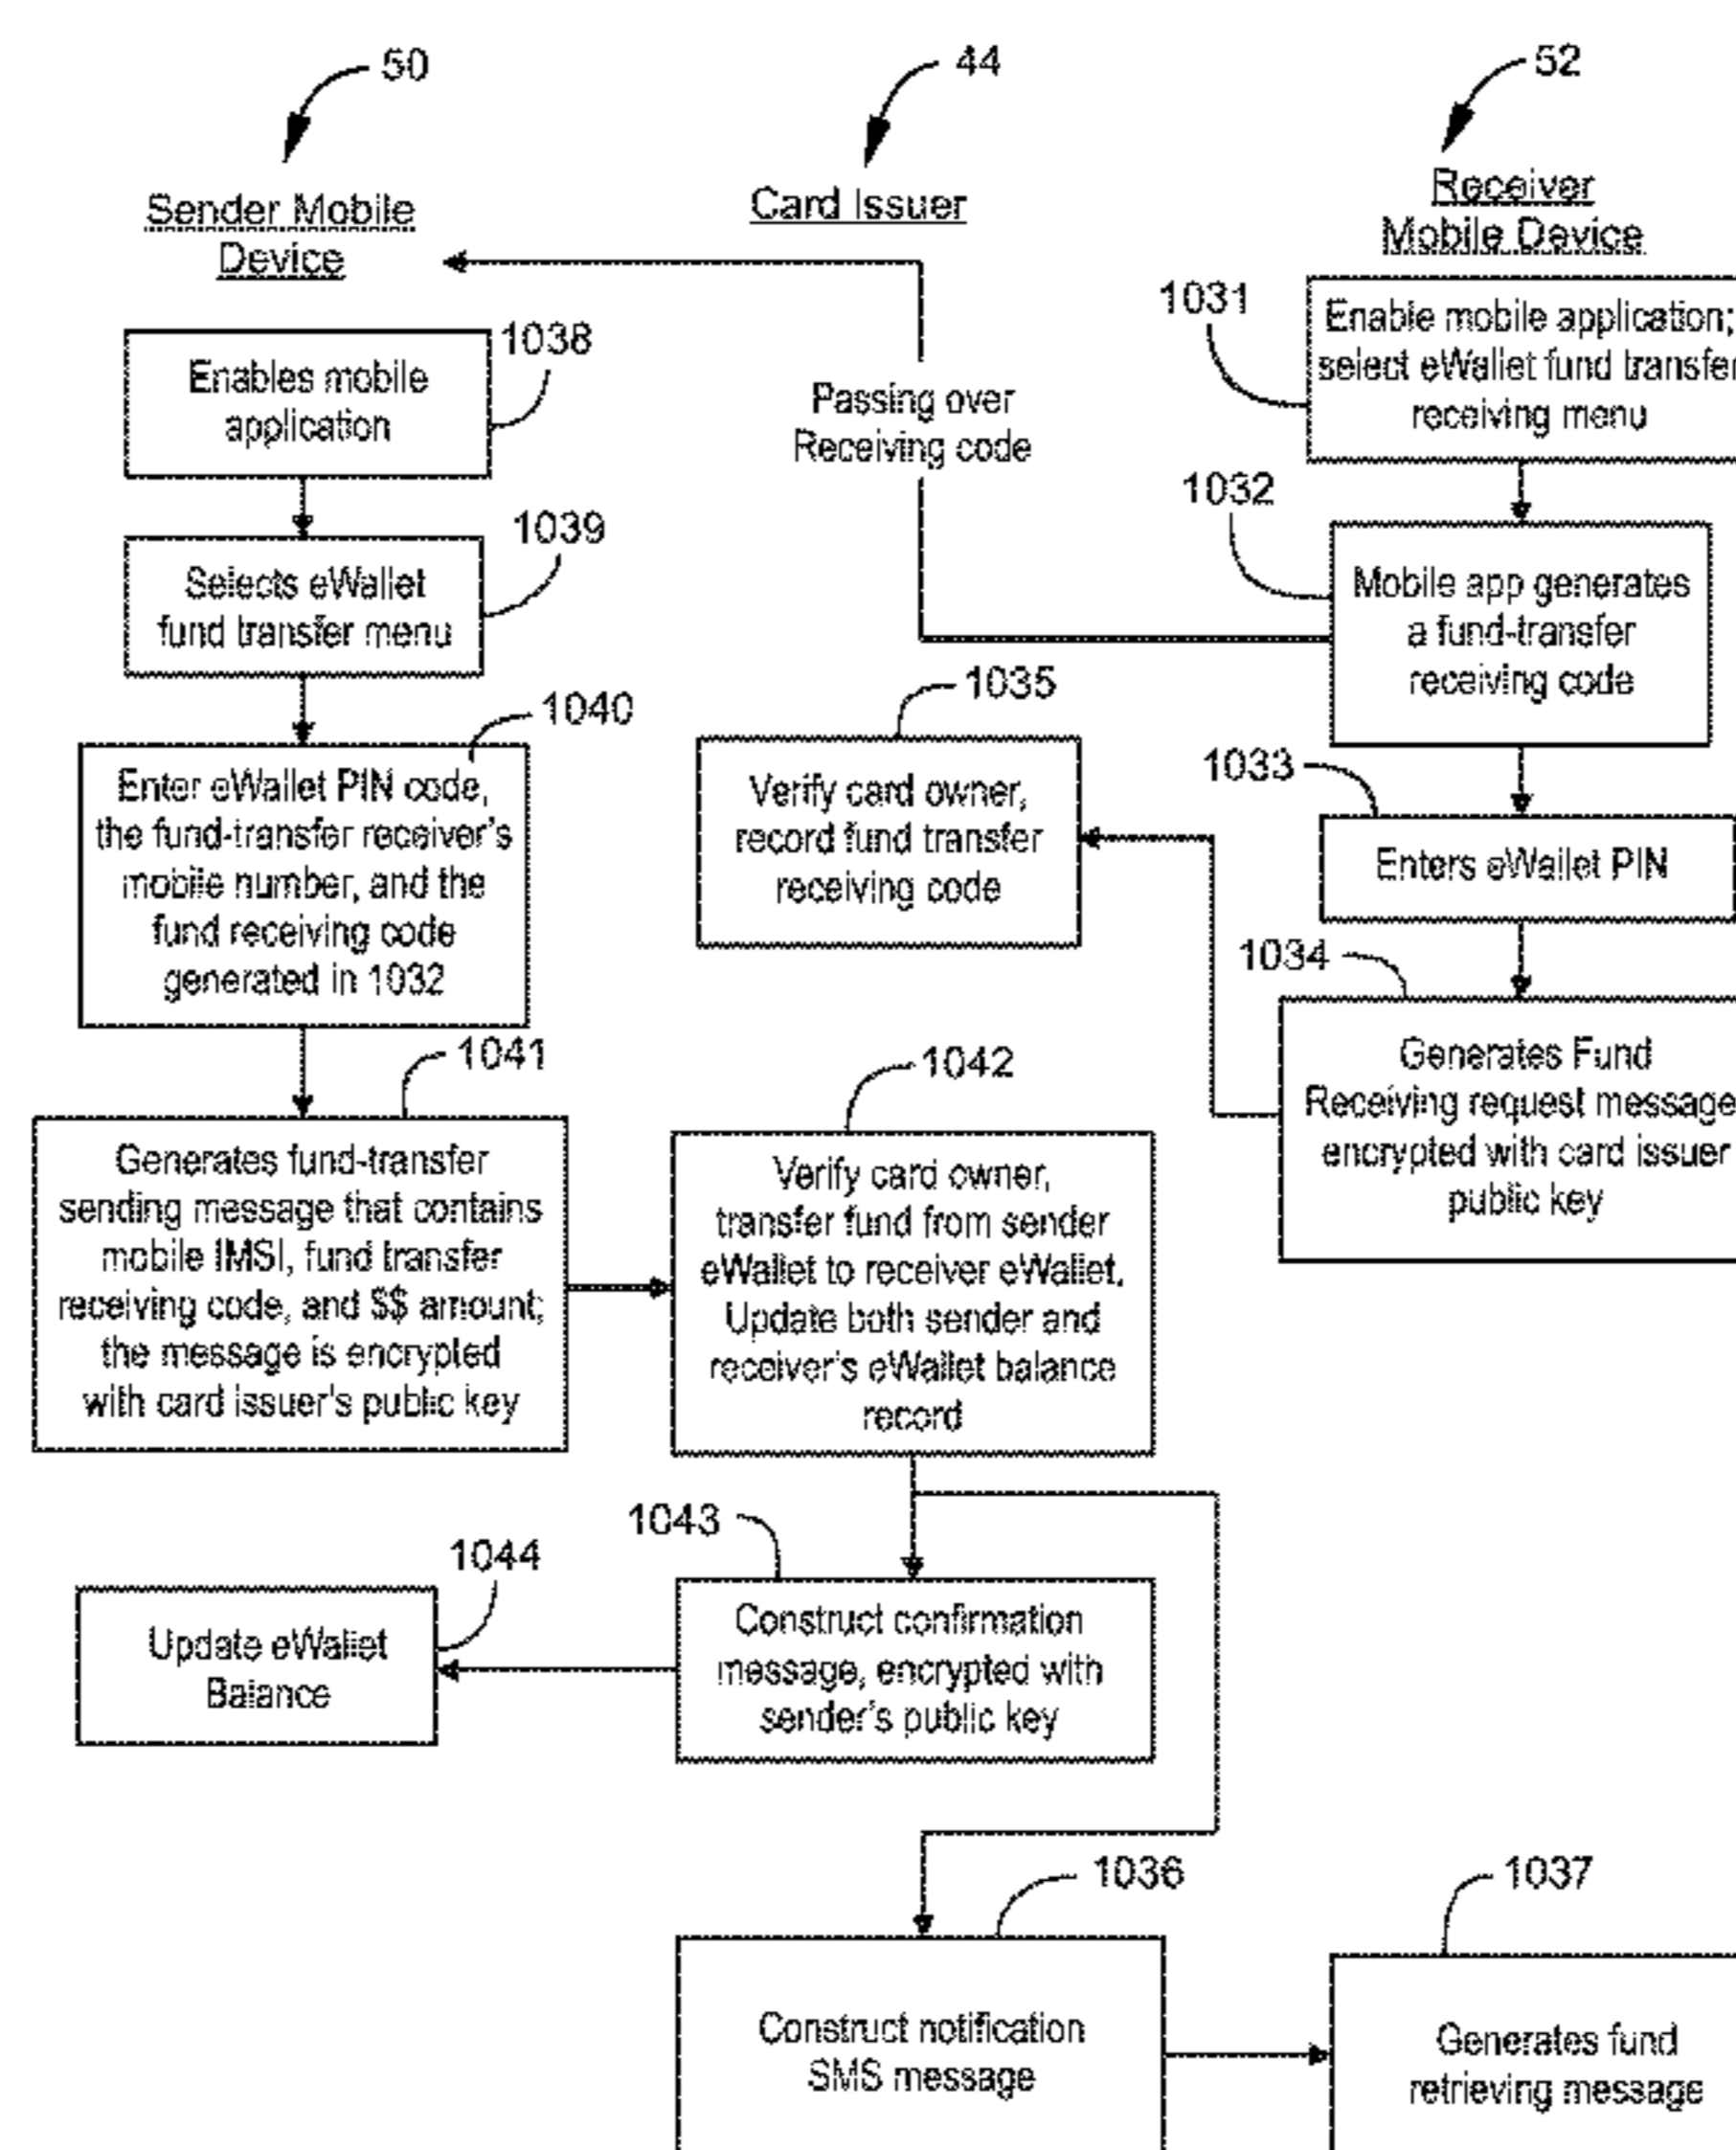 50
44
52
Sender Mobile
Device
Card Issuer
Receiver
Mobile Device
1038
Enables mobile
application
1039
Selects eWallet
fund transfer menu
1040
Enter eWallet PIN code,
the fund-transfer receiver's
mobile number, and the
fund receiving code
generated in 1032
1041
Generates fund-transfer
sending message that contains
mobile IMSI, fund transfer
receiving code, and $$ amount;
the message is encrypted
with card issuer's public key
Passing over
Receiving code
1031
Enable mobile application;
select eWallet fund transfer
receiving menu
1032
Mobile app generates
a fund-transfer
receiving code
1033
Enters eWallet PIN
1034
Generates Fund
Receiving request message
encrypted with card issuer
public key
1035
Verify card owner,
record fund transfer
receiving code
1042
Verify card owner,
transfer fund from sender
eWallet to receiver eWallet,
Update both sender and
receiver's eWallet balance
record
1043
Construct confirmation
message, encrypted with
sender's public key
1044
Update eWallet
Balance
1036
Construct notification
SMS message
1037
Generates fund
retrieving message